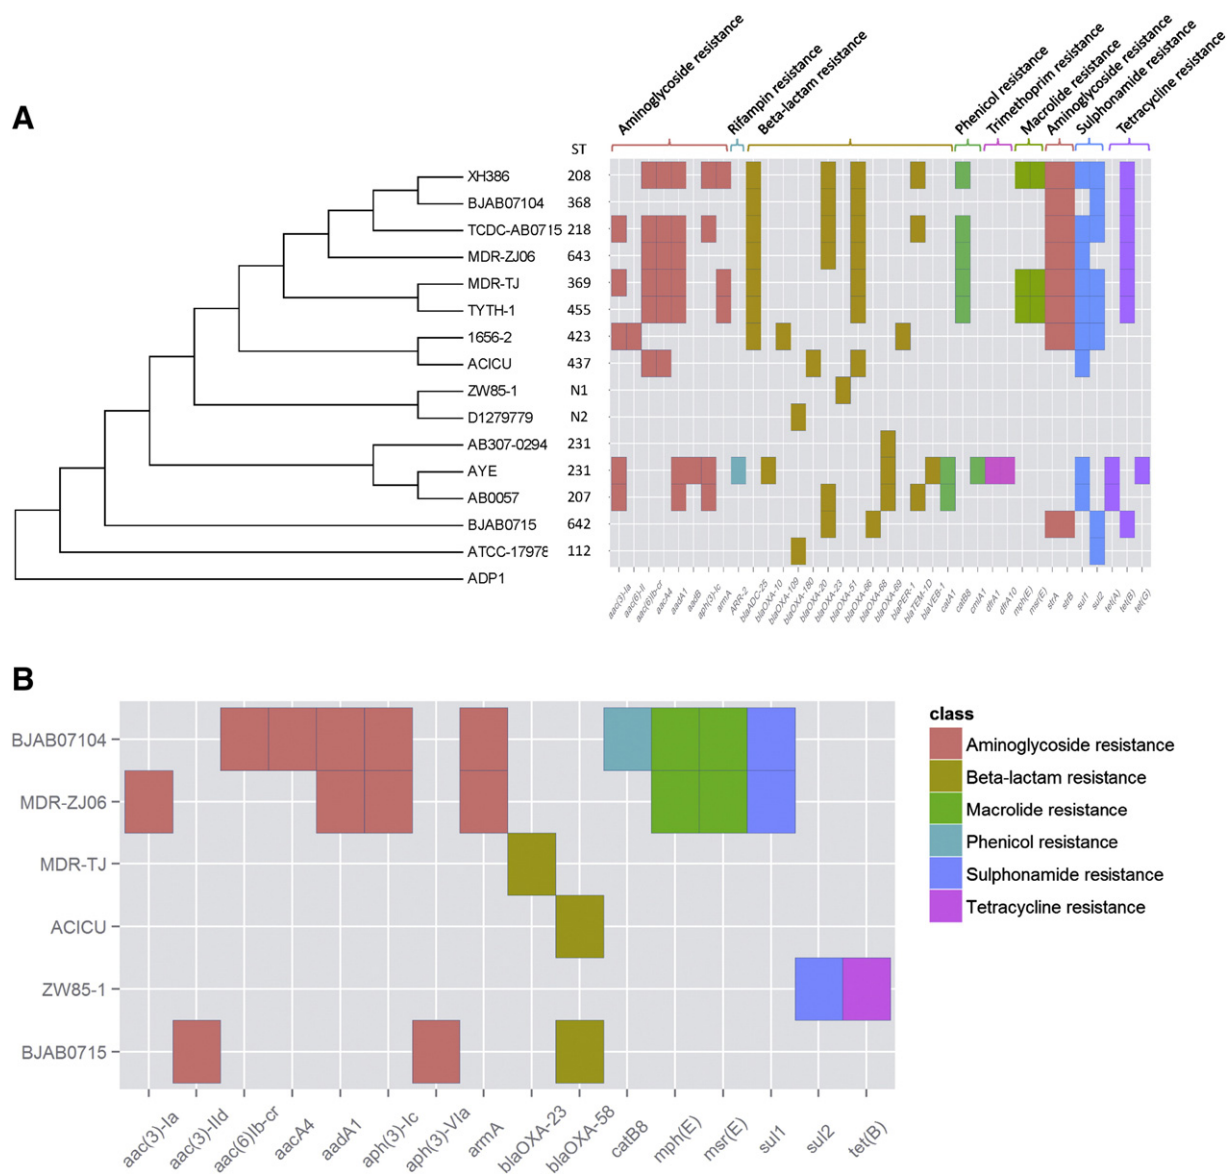 A
Aminoglycoside resistance
Rifampin resistance
Beta-lactam resistance
Phenicol resistance
Trimethoprim resistance
Macrolide resistance
Aminoglycoside resistance
Sulphonamide resistance
Tetracycline resistance
ST
XH386 208
BJAB07104 368
TCDC-AB0715 218
MDR-ZJ06 643
MDR-TJ 369
TYTH-1 455
1656-2 423
ACICU 437
ZW85-1 N1
D1279779 N2
AB307-0294 231
AYE 231
AB0057 207
BJAB0715 642
ATCC-17978 112
ADP1
aac(3)-Ia
aac(6)-II
aac(6)Ib-cr
aacA4
aadA1
aadB
aph(3)-Ic
armA
ARR-2
blaADC-25
blaOXA-10
blaOXA-109
blaOXA-180
blaOXA-20
blaOXA-23
blaOXA-51
blaOXA-66
blaOXA-68
blaOXA-69
blaPER-1
blaTEM-1D
blaVEB-1
catA1
catB8
cmlA1
dfrA1
dfrA10
mph(E)
msr(E)
strA
strB
sul1
sul2
tet(A)
tet(B)
tet(G)
B
BJAB07104
MDR-ZJ06
MDR-TJ
ACICU
ZW85-1
BJAB0715
aac(3)-Ia
aac(3)-IId
aac(6)Ib-cr
aacA4
aadA1
aph(3)-Ic
aph(3)-VIa
armA
blaOXA-23
blaOXA-58
catB8
mph(E)
msr(E)
sul1
sul2
tet(B)
class
Aminoglycoside resistance
Beta-lactam resistance
Macrolide resistance
Phenicol resistance
Sulphonamide resistance
Tetracycline resistance